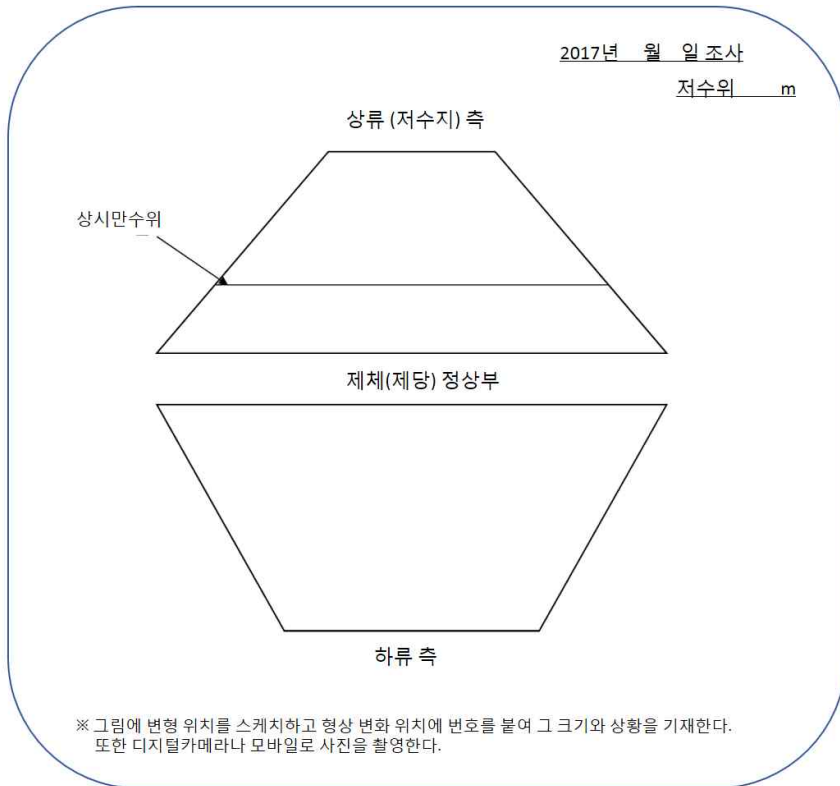 2017년 월 일 조사
저수위 m
상류 (저수지) 측
상시만수위
제체(제당) 정상부
하류 측
※ 그림에 변형 위치를 스케치하고 형상 변화 위치에 번호를 붙여 그 크기와 상황을 기재한다.
또한 디지털카메라나 모바일로 사진을 촬영한다.